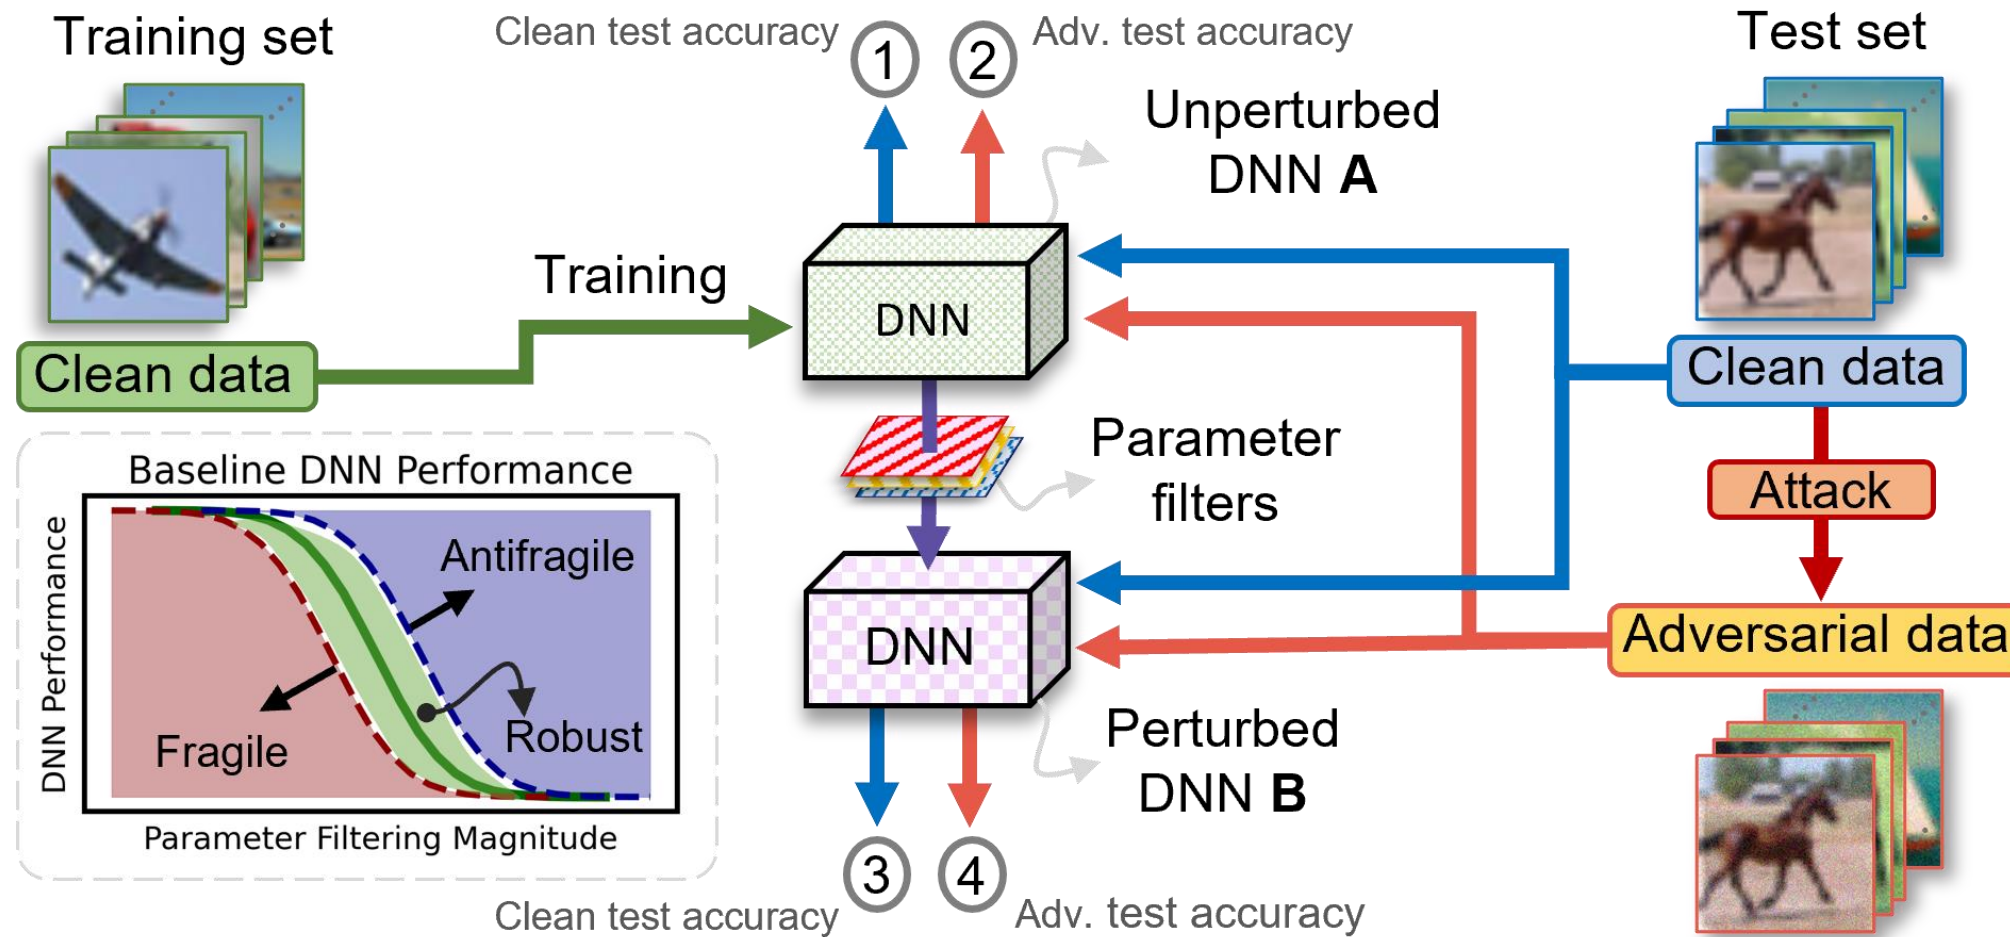 Training set
Clean test accuracy
1
2
Adv. test accuracy
Test set
Unperturbed
DNN A
Training
DNN
Clean data
Clean data
Parameter
filters
Attack
Baseline DNN Performance
DNN Performance
Antifragile
Fragile
Robust
Parameter Filtering Magnitude
DNN
Adversarial data
Perturbed
DNN B
3
4
Clean test accuracy
Adv. test accuracy